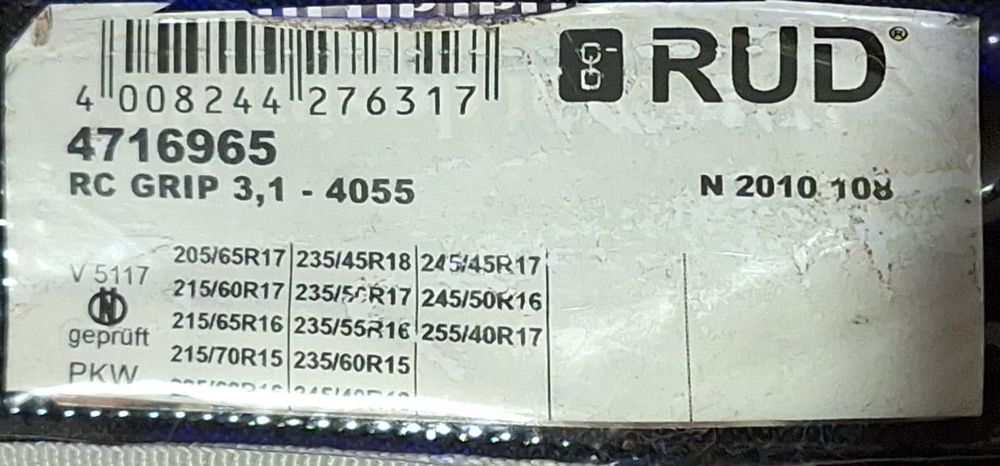 4 008244 276317
RUD®
4716965
RC GRIP 3,1 - 4055
N 2010 108
V 5117
N
geprüft
PKW
205/65R17 235/45R18 245/45R17
215/60R17 235/50R17 245/50R16
215/65R16 235/55R16 255/40R17
215/70R15 235/60R15